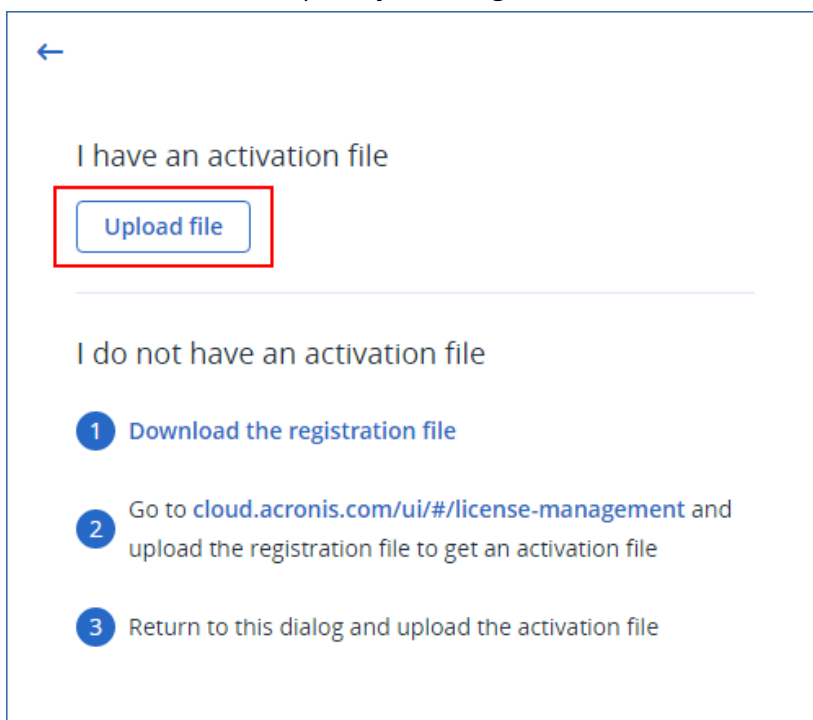 I have an activation file
Upload file
I do not have an activation file
1 Download the registration file
2 Go to cloud.acronis.com/ui/#/license-management and
upload the registration file to get an activation file
3 Return to this dialog and upload the activation file